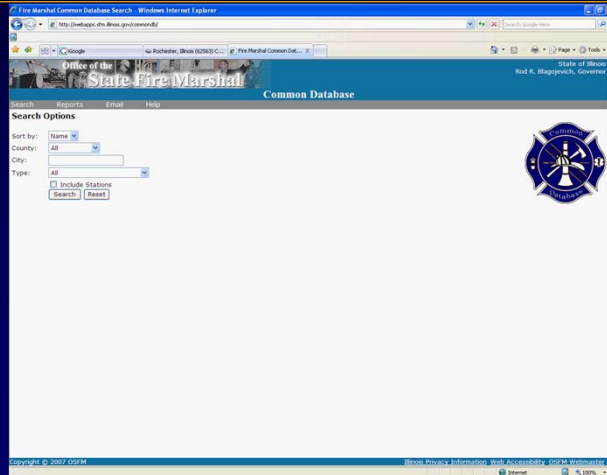 Fire Marshal Common Database Search - Windows Internet Explorer
http://webapps.sfm.illinois.gov/commondb/
Search Google Here
Google
Rochester, Illinois (62563) C...
Fire Marshal Common Dat...
Page
Tools
Office of the
State Fire Marshal
State of Illinois
Rod R. Blagojevich, Governor
Common Database
Search Reports Email Help
Search Options
Sort by: Name
County: All
City:
Type: All
Include Stations
Search Reset
Common
Database
Copyright © 2007 OSFM
Illinois Privacy Information Web Accessibility OSFM Webmaster
Internet
100%